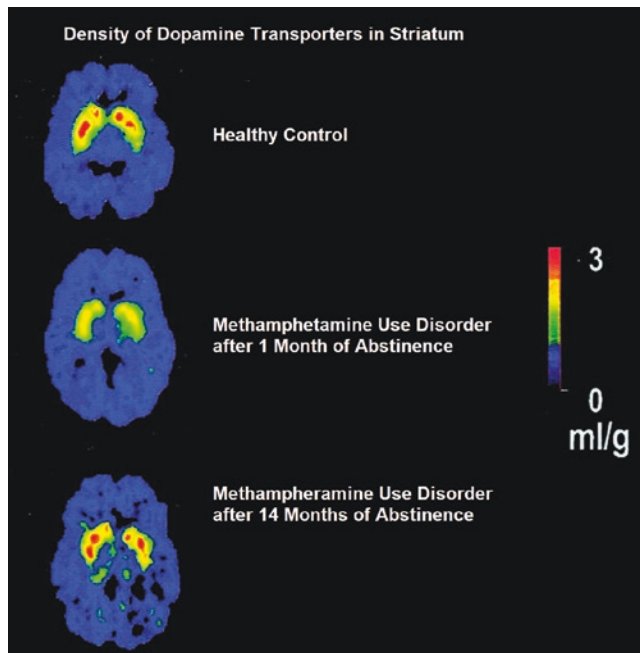 Density of Dopamine Transporters in Striatum
Healthy Control
3
Methamphetamine Use Disorder
after 1 Month of Abstinence
0
ml/g
Methampheramine Use Disorder
after 14 Months of Abstinence